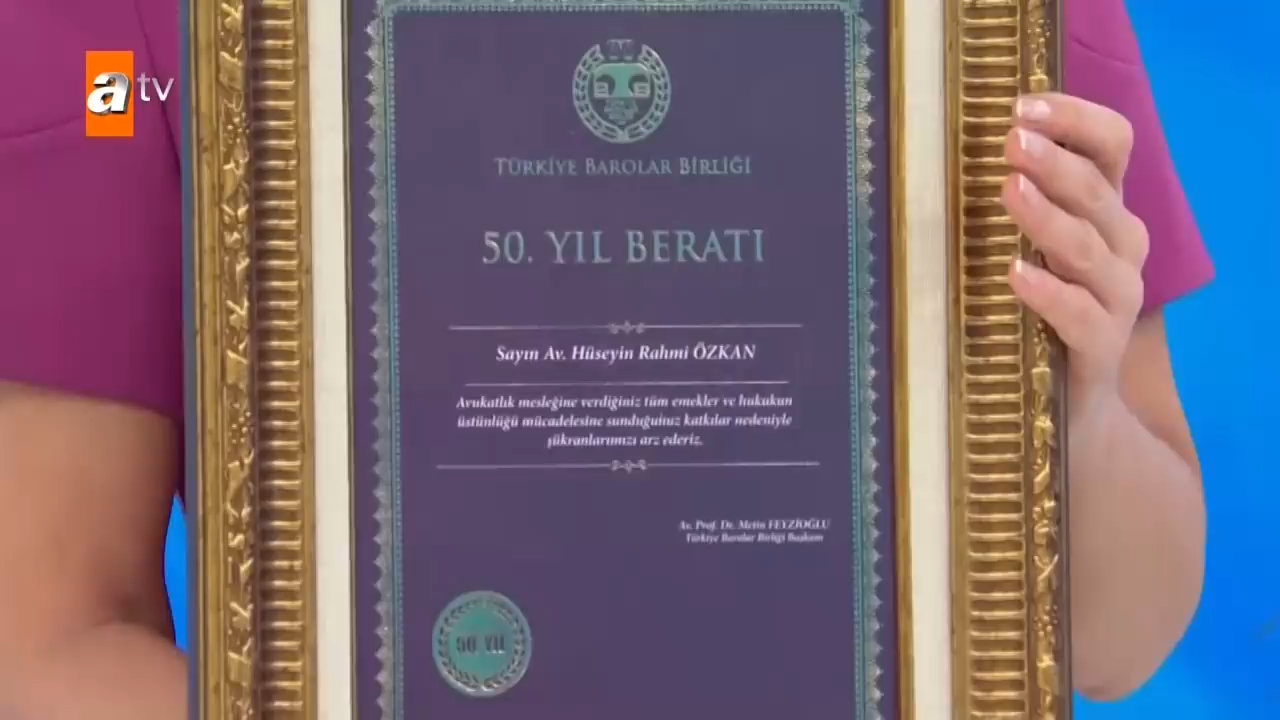 atv
TÜRKİYE BAROLAR BİRLİĞİ
50. YIL BERATI
Sayın Av. Hüseyin Rahmi ÖZKAN
Avukatlık mesleğine verdiğiniz tüm emekler ve hukukun
üstünlüğü mücadelesine sunduğunuz katkılar nedeniyle
şükranlarımızı arz ederiz.
Av. Prof. Dr. Metin FEYZİOĞLU
Türkiye Barolar Birliği Başkanı
50 YIL